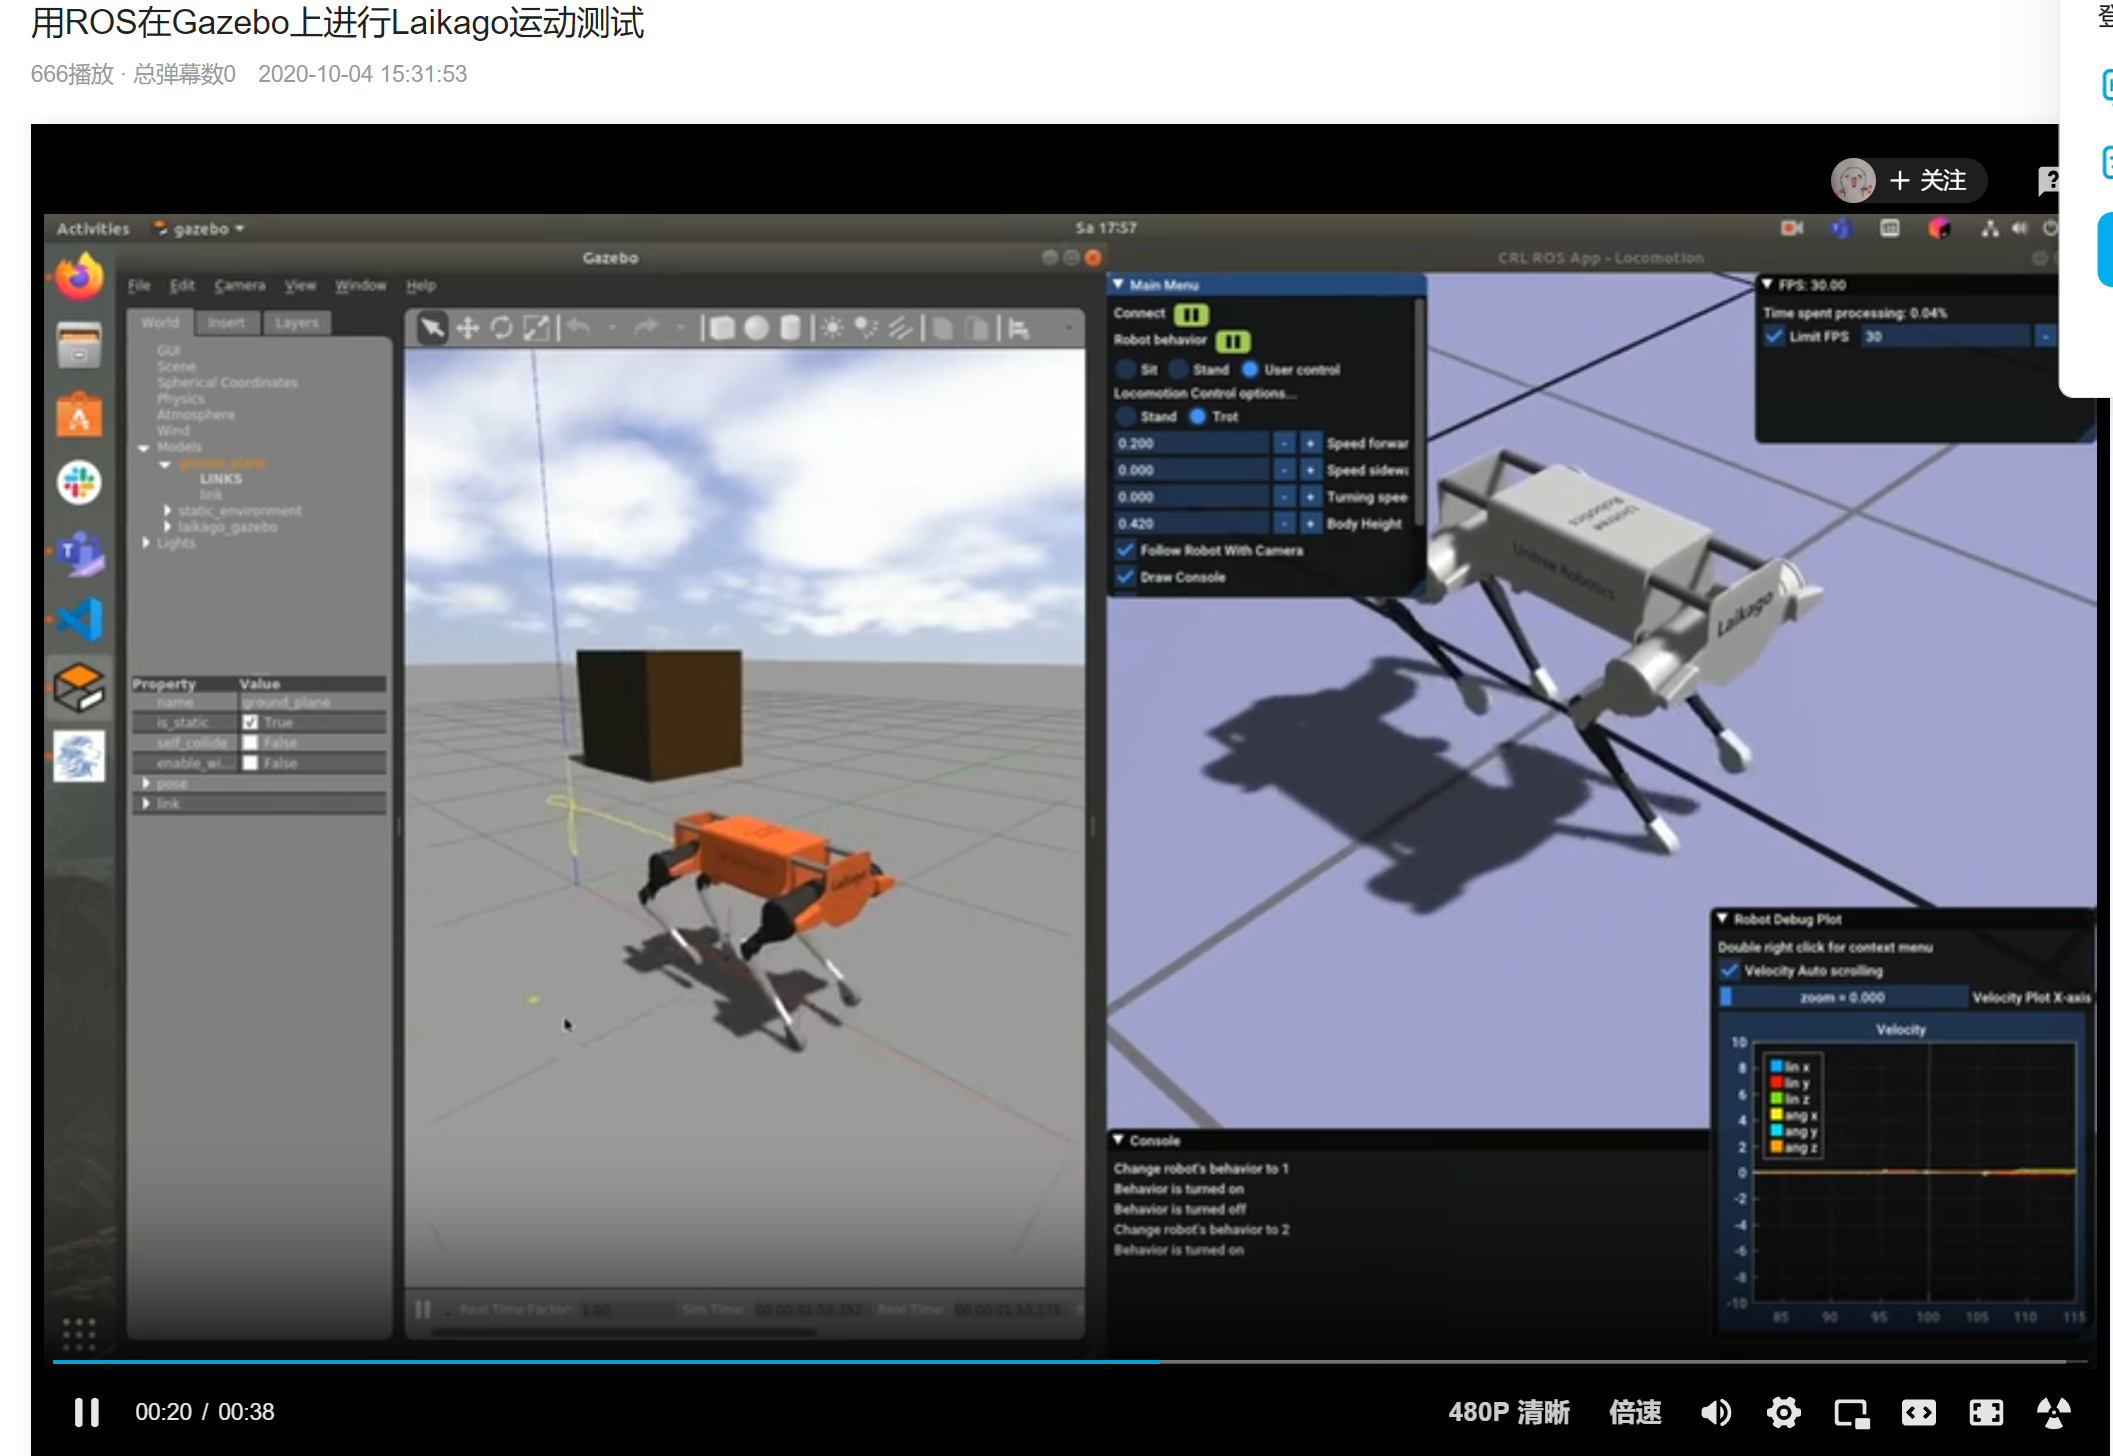 用ROS在Gazebo上进行Laikago运动测试
666播放 · 总弹幕数0 2020-10-04 15:31:53
+ 关注
Activities
gazebo
Sa 17:57
Gazebo
CRL ROS App - Locomotion
File Edit Camera View Window Help
World Insert Layers
GUI
Scene
Spherical Coordinates
Physics
Atmosphere
Wind
Models
ground_plane
LINKS
link
static_environment
laikago_gazebo
Lights
Property Value
name ground_plane
is_static True
self_collide False
enable_wi... False
pose
link
Laikago
Real Time Factor: 1.00 Sim Time: Real Time:
Main Menu
Connect
Robot behavior
Sit Stand User control
Locomotion Control options...
Stand Trot
0.200 - + Speed forwar
0.000 - + Speed sidew
0.000 - + Turning spee
0.420 - + Body Height
Follow Robot With Camera
Draw Console
FPS: 30.00
Time spent processing: 0.04%
Limit FPS 30 -
Unitree Robotics
Unitree Robotics
Laikago
Robot Debug Plot
Double right click for context menu
Velocity Auto scrolling
zoom = 0.000 Velocity Plot X-axis
Velocity
10
8
6
4
2
0
-2
-4
-6
-8
-10
lin x
lin y
lin z
ang x
ang y
ang z
85 90 95 100 105 110 115
Console
Change robot's behavior to 1
Behavior is turned on
Behavior is turned off
Change robot's behavior to 2
Behavior is turned on
00:20 / 00:38
480P 清晰 倍速